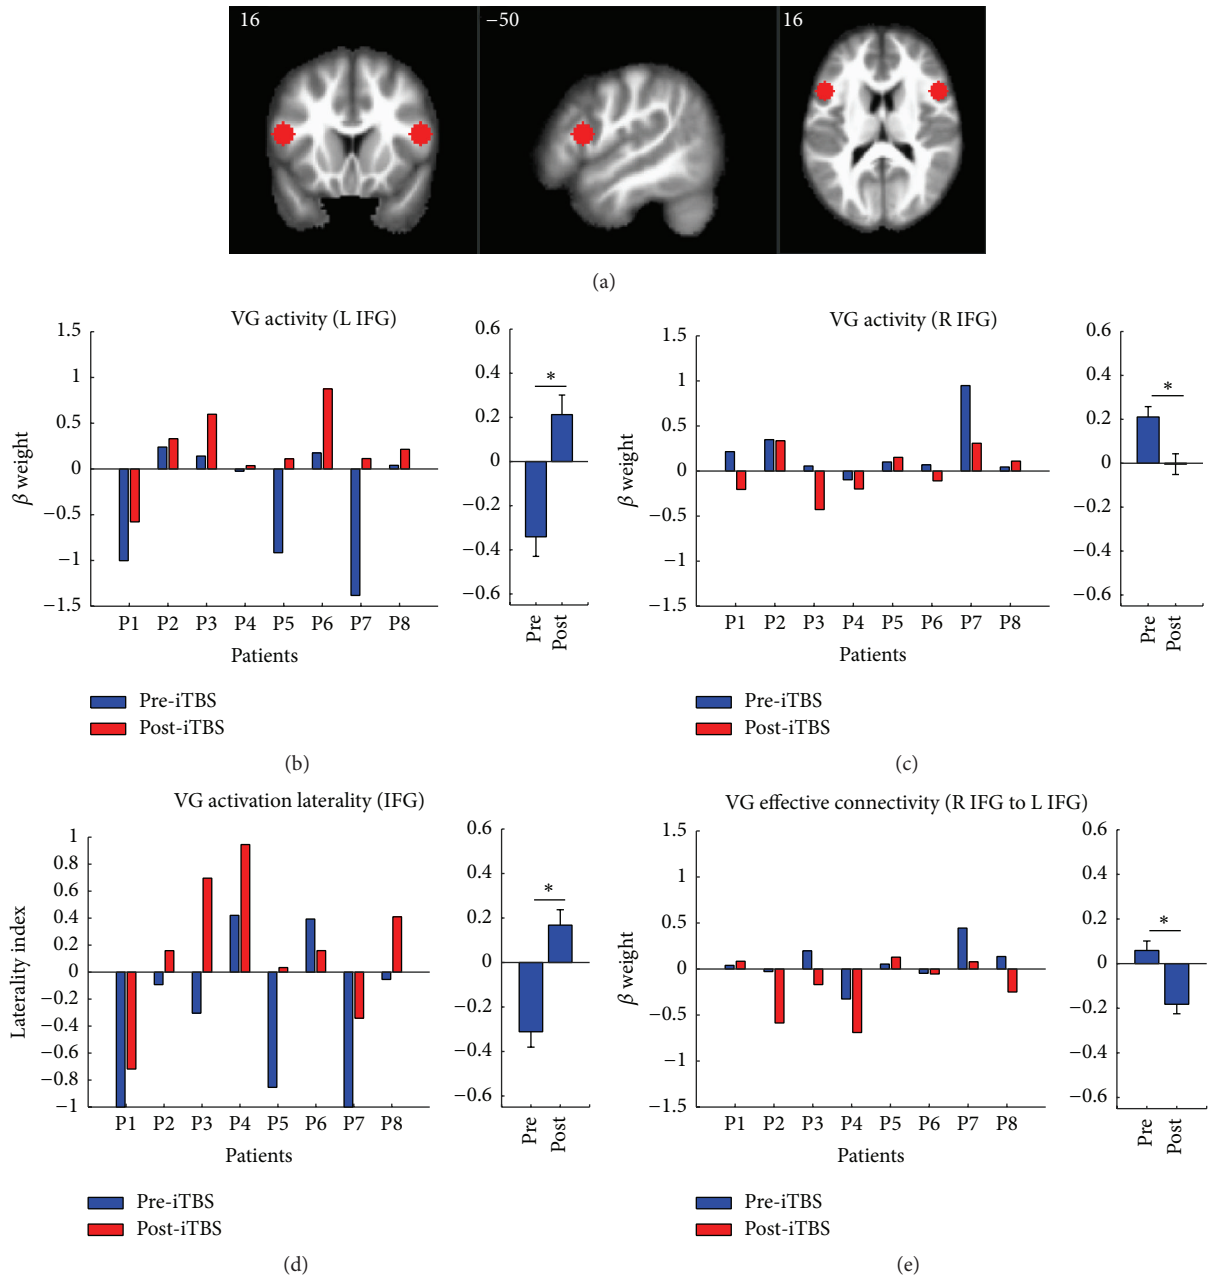 16
−50
16
(a)
VG activity (L IFG)
1.5
1
0.5
0
−0.5
−1
−1.5
β weight
P1 P2 P3 P4 P5 P6 P7 P8
Patients
0.6
0.4
0.2
0
−0.2
−0.4
−0.6
*
Pre
Post
Pre-iTBS
Post-iTBS
(b)
VG activity (R IFG)
1.5
1
0.5
0
−0.5
−1
−1.5
β weight
P1 P2 P3 P4 P5 P6 P7 P8
Patients
0.6
0.4
0.2
0
−0.2
−0.4
−0.6
*
Pre
Post
Pre-iTBS
Post-iTBS
(c)
VG activation laterality (IFG)
1
0.8
0.6
0.4
0.2
0
−0.2
−0.4
−0.6
−0.8
−1
Laterality index
P1 P2 P3 P4 P5 P6 P7 P8
Patients
0.6
0.4
0.2
0
−0.2
−0.4
−0.6
*
Pre
Post
Pre-iTBS
Post-iTBS
(d)
VG effective connectivity (R IFG to L IFG)
1.5
1
0.5
0
−0.5
−1
−1.5
β weight
P1 P2 P3 P4 P5 P6 P7 P8
Patients
0.6
0.4
0.2
0
−0.2
−0.4
−0.6
*
Pre
Post
Pre-iTBS
Post-iTBS
(e)